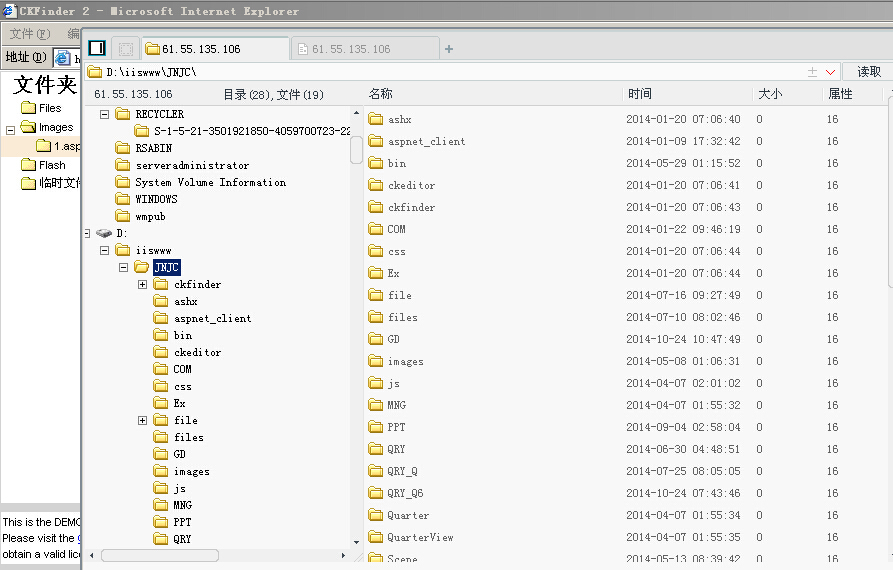 CKFinder 2 - Microsoft Internet Explorer
文件(F) 编
地址(D) h
文件夹
Files
Images
1.asp
Flash
临时文件
This is the DEMO
Please visit the C
obtain a valid lice
61.55.135.106 61.55.135.106 +
D:\iiswww\JNJC\ 读取
61.55.135.106 目录(28),文件(19)
RECYCLER
S-1-5-21-3501921850-4059700723-22
RSABIN
serveradministrator
System Volume Information
WINDOWS
wmpub
D:
iiswww
JNJC
ckfinder
ashx
aspnet_client
bin
ckeditor
COM
css
Ex
file
files
GD
images
js
MNG
PPT
QRY
名称 时间 大小 属性
ashx 2014-01-20 07:06:40 0 16
aspnet_client 2014-01-09 17:32:42 0 16
bin 2014-05-29 01:15:52 0 16
ckeditor 2014-01-20 07:06:41 0 16
ckfinder 2014-01-20 07:06:43 0 16
COM 2014-01-22 09:46:19 0 16
css 2014-01-20 07:06:44 0 16
Ex 2014-01-20 07:06:44 0 16
file 2014-07-16 09:27:49 0 16
files 2014-07-10 08:02:46 0 16
GD 2014-10-24 10:47:49 0 16
images 2014-05-08 01:06:31 0 16
js 2014-04-07 02:01:02 0 16
MNG 2014-04-07 01:55:32 0 16
PPT 2014-09-04 02:58:04 0 16
QRY 2014-06-30 04:48:51 0 16
QRY_Q 2014-07-25 08:05:05 0 16
QRY_Q6 2014-10-24 07:43:46 0 16
Quarter 2014-04-07 01:55:34 0 16
QuarterView 2014-04-07 01:55:35 0 16
Scene 2014-05-13 08:39:42 0 16